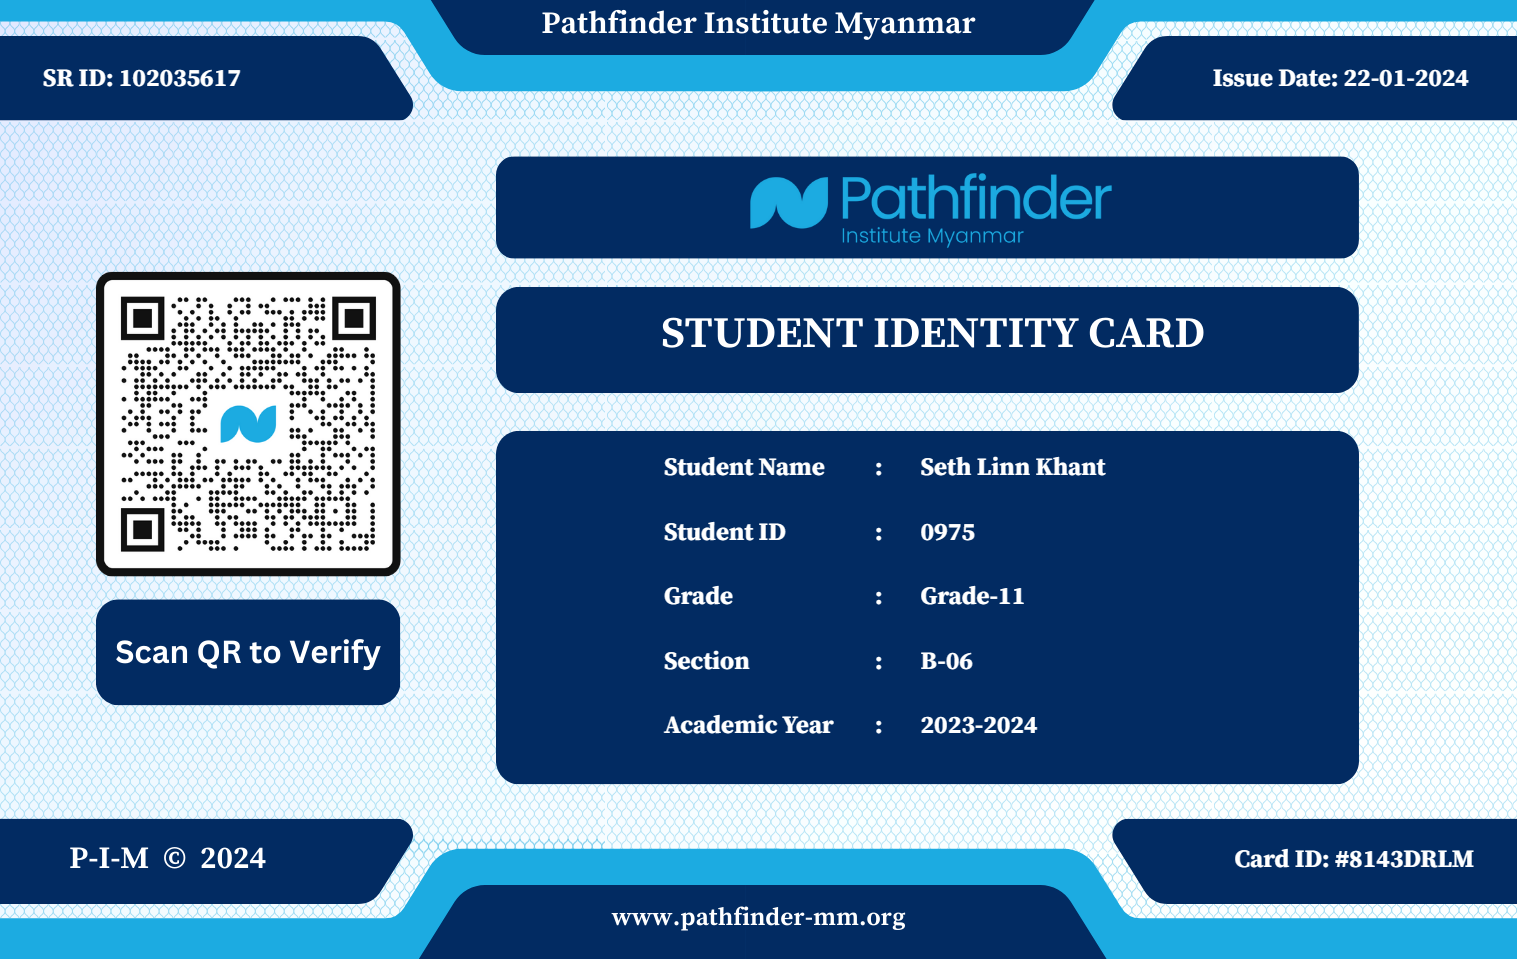 Pathfinder Institute Myanmar
SR ID: 102035617
Issue Date: 22-01-2024
Pathfinder
Institute Myanmar
STUDENT IDENTITY CARD
Student Name : Seth Linn Khant
Student ID : 0975
Grade : Grade-11
Section : B-06
Academic Year : 2023-2024
Scan QR to Verify
P-I-M © 2024
Card ID: #8143DRLM
www.pathfinder-mm.org